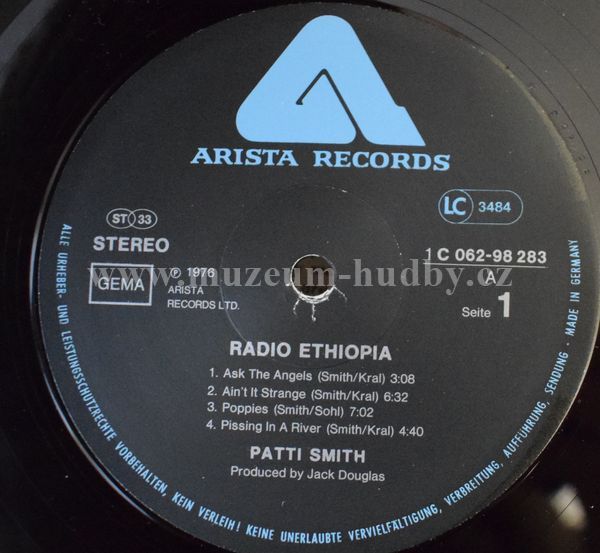 ARISTA RECORDS
LC 3484
ST 33
STEREO
1 C 062-98 283
A
GEMA
℗ 1976
ARISTA
RECORDS LTD.
Seite 1
www.muzeum-hudby.cz
RADIO ETHIOPIA
1. Ask The Angels (Smith/Kral) 3:08
2. Ain't It Strange (Smith/Kral) 6:32
3. Poppies (Smith/Sohl) 7:02
4. Pissing In A River (Smith/Kral) 4:40
PATTI SMITH
Produced by Jack Douglas
ALLE URHEBER- UND LEISTUNGSSCHUTZRECHTE VORBEHALTEN, KEIN VERLEIH! KEINE UNERLAUBTE VERVIELFÄLTIGUNG, VERBREITUNG, AUFFÜHRUNG, SENDUNG · MADE IN GERMANY